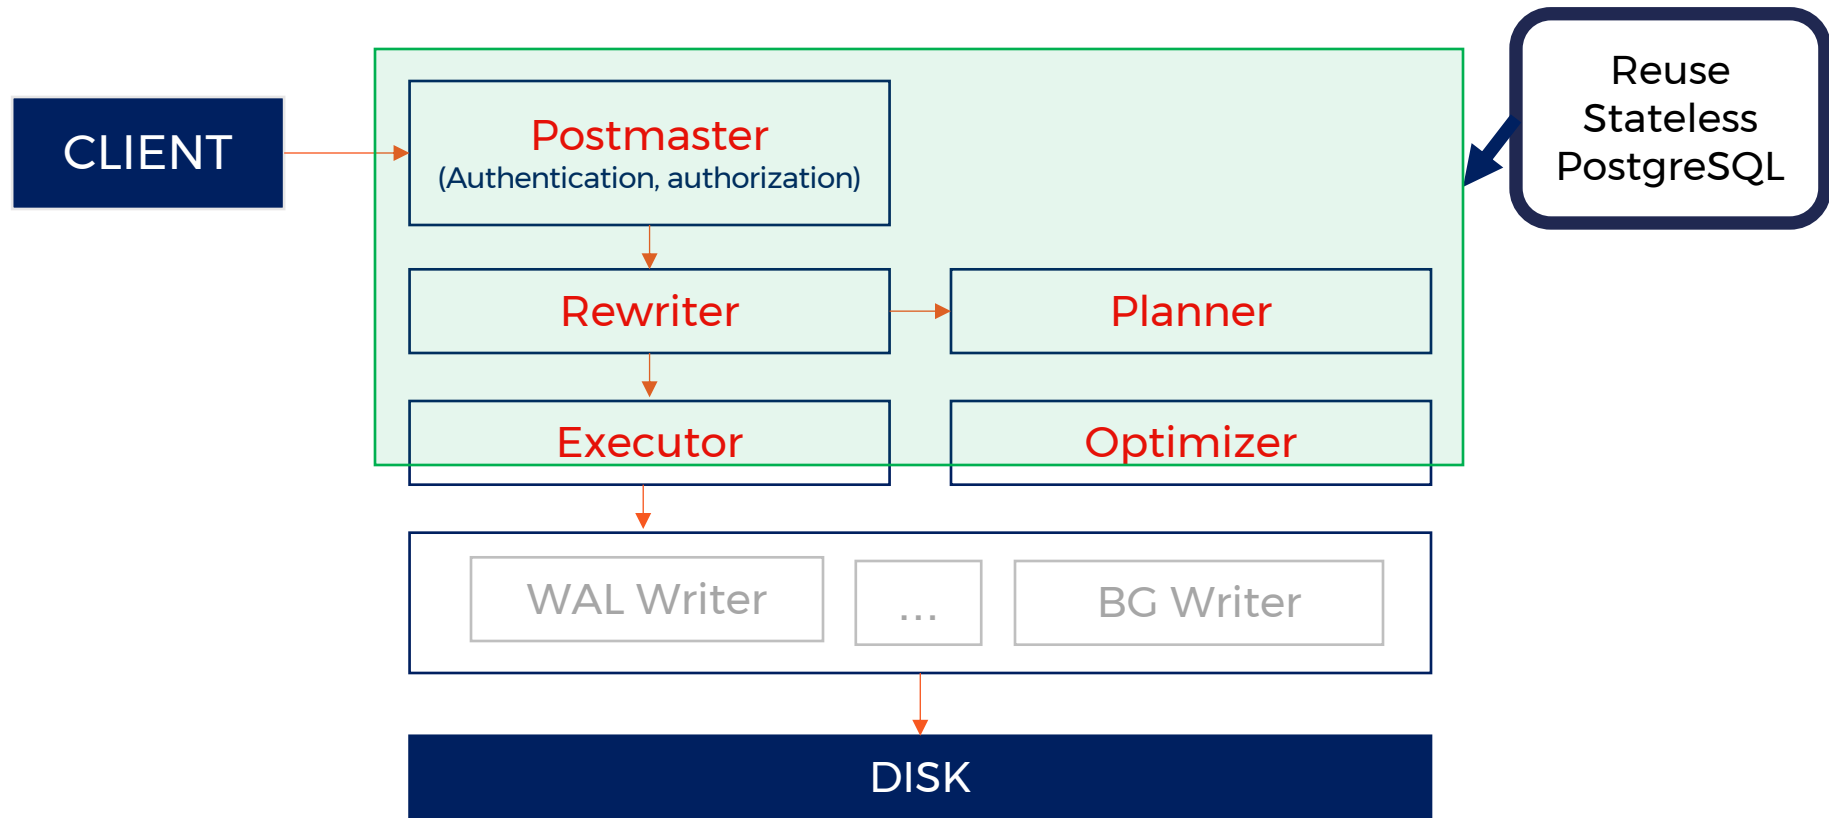 CLIENT
Postmaster
(Authentication, authorization)
Reuse
Stateless
PostgreSQL
Rewriter
Planner
Executor
Optimizer
WAL Writer
...
BG Writer
DISK